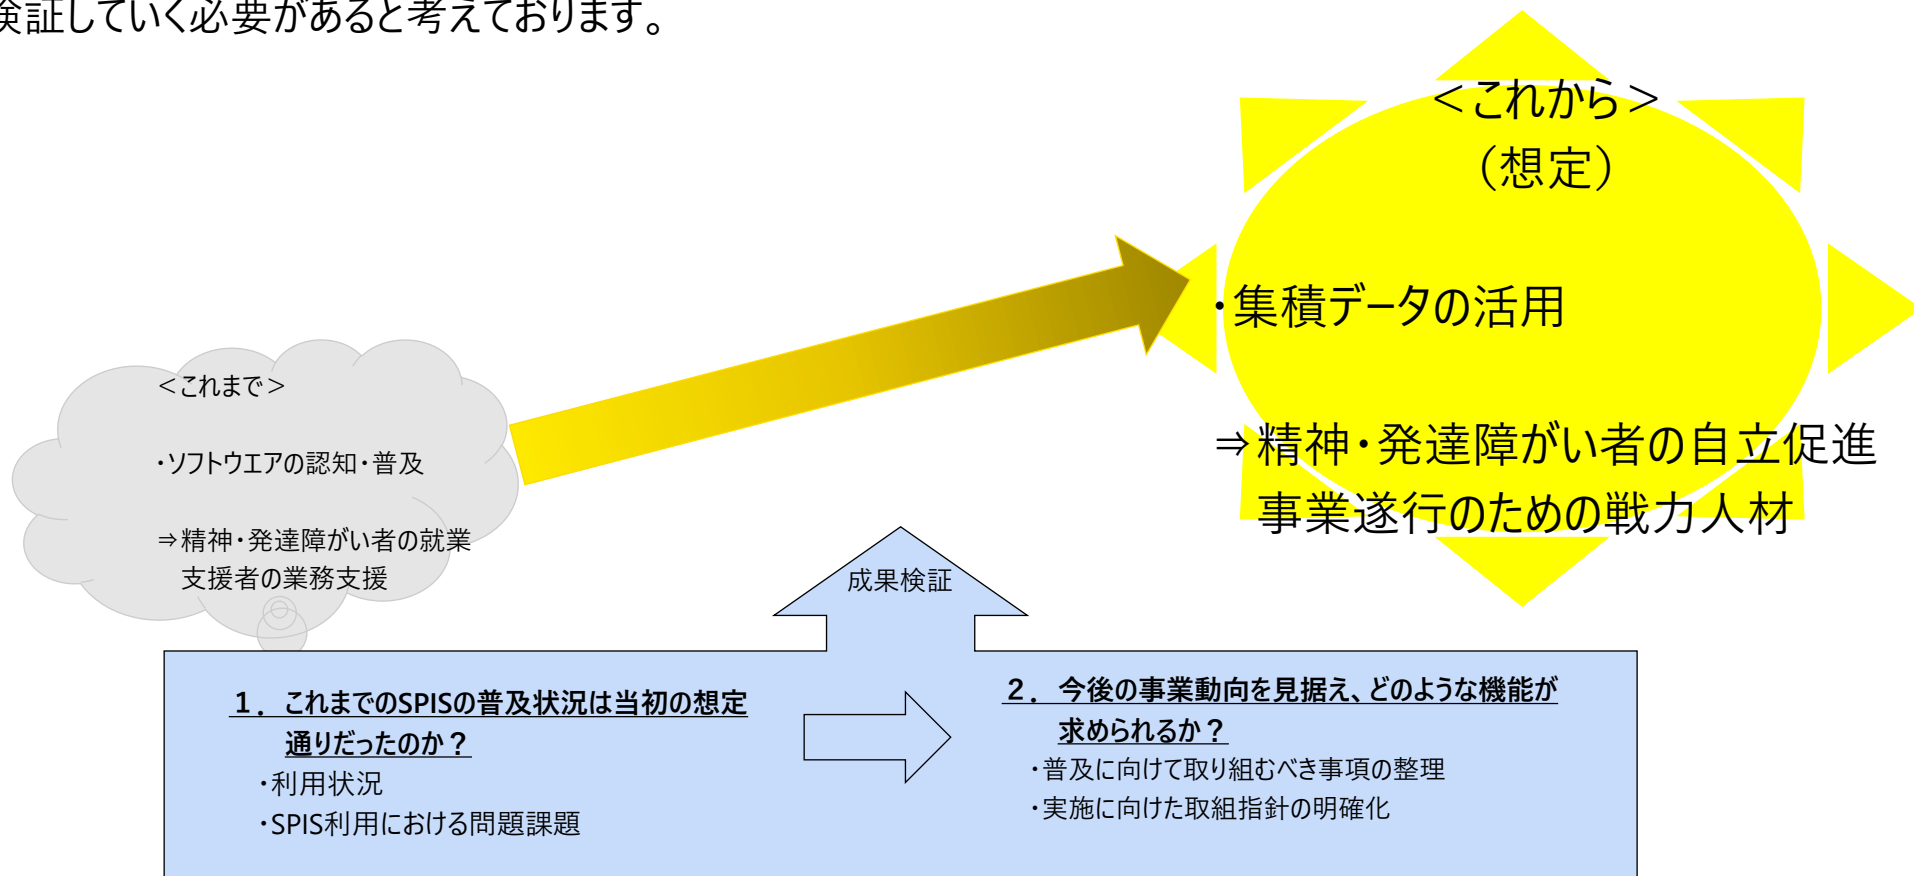 検証していく必要があると考えております。
＜これから＞
（想定）
・集積データの活用
⇒精神・発達障がい者の自立促進
事業遂行のための戦力人材
＜これまで＞
・ソフトウエアの認知・普及
⇒精神・発達障がい者の就業
支援者の業務支援
成果検証
１．これまでのSPISの普及状況は当初の想定
通りだったのか？
・利用状況
・SPIS利用における問題課題
２．今後の事業動向を見据え、どのような機能が
求められるか？
・普及に向けて取り組むべき事項の整理
・実施に向けた取組指針の明確化